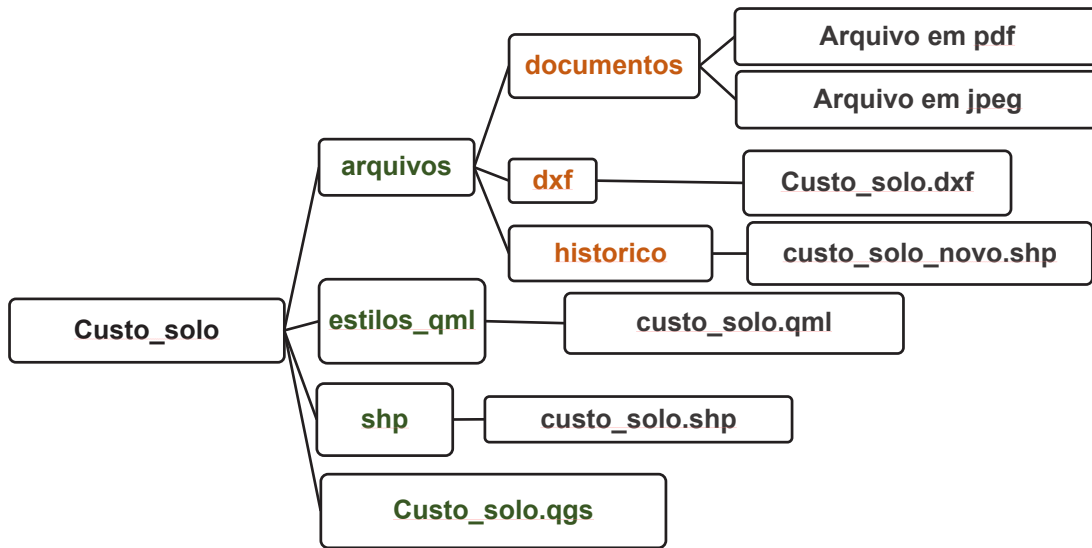 documentos
Arquivo em pdf
Arquivo em jpeg
arquivos
dxf
Custo_solo.dxf
historico
custo_solo_novo.shp
Custo_solo
estilos_qml
custo_solo.qml
shp
custo_solo.shp
Custo_solo.qgs